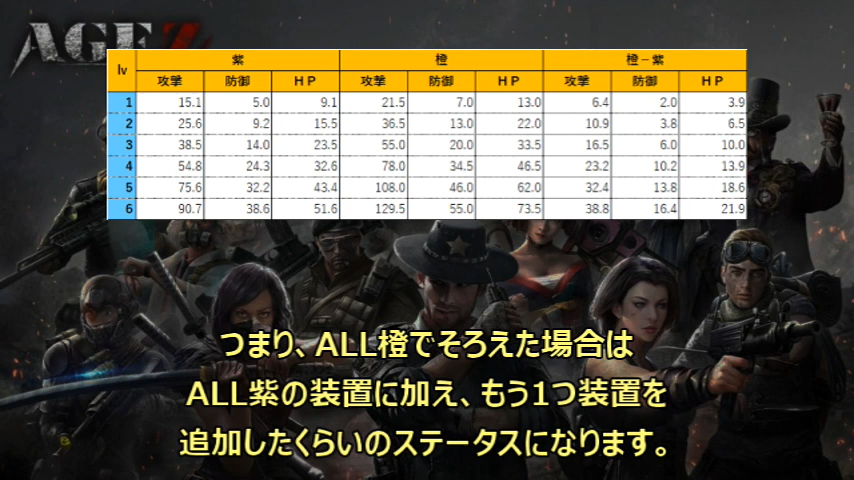 AGE Z
lv 紫 橙 橙－紫
攻撃 防御 ＨＰ 攻撃 防御 ＨＰ 攻撃 防御 ＨＰ
1 15.1 5.0 9.1 21.5 7.0 13.0 6.4 2.0 3.9
2 25.6 9.2 15.5 36.5 13.0 22.0 10.9 3.8 6.5
3 38.5 14.0 23.5 55.0 20.0 33.5 16.5 6.0 10.0
4 54.8 24.3 32.6 78.0 34.5 46.5 23.2 10.2 13.9
5 75.6 32.2 43.4 108.0 46.0 62.0 32.4 13.8 18.6
6 90.7 38.6 51.6 129.5 55.0 73.5 38.8 16.4 21.9
つまり、ALL橙でそろえた場合は
ALL紫の装置に加え、もう1つ装置を
追加したくらいのステータスになります。